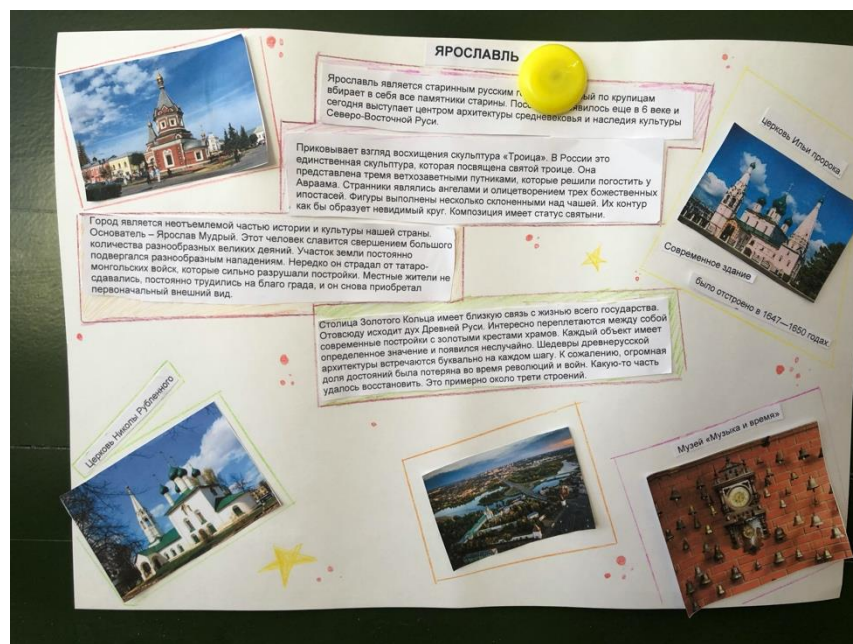 ЯРОСЛАВЛЬ
Ярославль является старинным русским по крупицам
вбирает в себя все памятники старины. явилось еще в 6 веке и
сегодня выступает центром архитектуры средневековья и наследия культуры
Северо-Восточной Руси.
Приковывает взгляд восхищения скульптура «Троица». В России это
единственная скульптура, которая посвящена святой троице. Она
представлена тремя ветхозаветными путниками, которые решили погостить у
Авраама. Странники являлись ангелами и олицетворением трех божественных
ипостасей. Фигуры выполнены несколько склоненными над чашей. Их контур
как бы образует невидимый круг. Композиция имеет статус святыни.
Город является неотъемлемой частью истории и культуры нашей страны.
Основатель – Ярослав Мудрый. Этот человек славится свершением большого
количества разнообразных великих деяний. Участок земли постоянно
подвергался разнообразным нападениям. Нередко он страдал от татаро-
монгольских войск, которые сильно разрушали постройки. Местные жители не
сдавались, постоянно трудились на благо града, и он снова приобретал
первоначальный внешний вид.
Столица Золотого Кольца имеет близкую связь с жизнью всего государства.
Отовсюду исходит дух Древней Руси. Интересно переплетаются между собой
современные постройки с золотыми крестами храмов. Каждый объект имеет
определенное значение и появился неслучайно. Шедевры древнерусской
архитектуры встречаются буквально на каждом шагу. К сожалению, огромная
доля достояний была потеряна во время революций и войн. Какую-то часть
удалось восстановить. Это примерно около трети строений.
церковь Ильи пророка
Современное здание
было отстроено в 1647—1650 годах.
Церковь Николы Рубленного
Музей «Музыка и время»